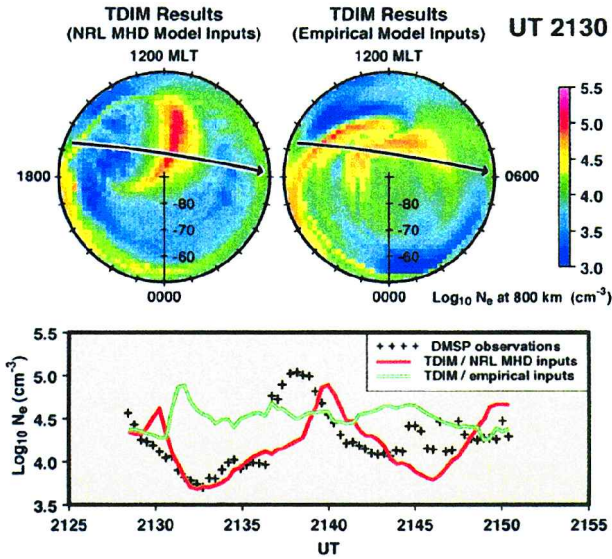 TDIM Results
(NRL MHD Model Inputs)
1200 MLT
TDIM Results
(Empirical Model Inputs)
1200 MLT
UT 2130
5.5
5.0
4.5
4.0
3.5
3.0
1800
0600
-80
-70
-60
-80
-70
-60
0000
0000
Log10 Ne at 800 km (cm-3)
5.5
5.0
4.5
4.0
3.5
Log10 Ne (cm-3)
DMSP observations
TDIM / NRL MHD inputs
TDIM / empirical inputs
2125
2130
2135
2140
2145
2150
2155
UT